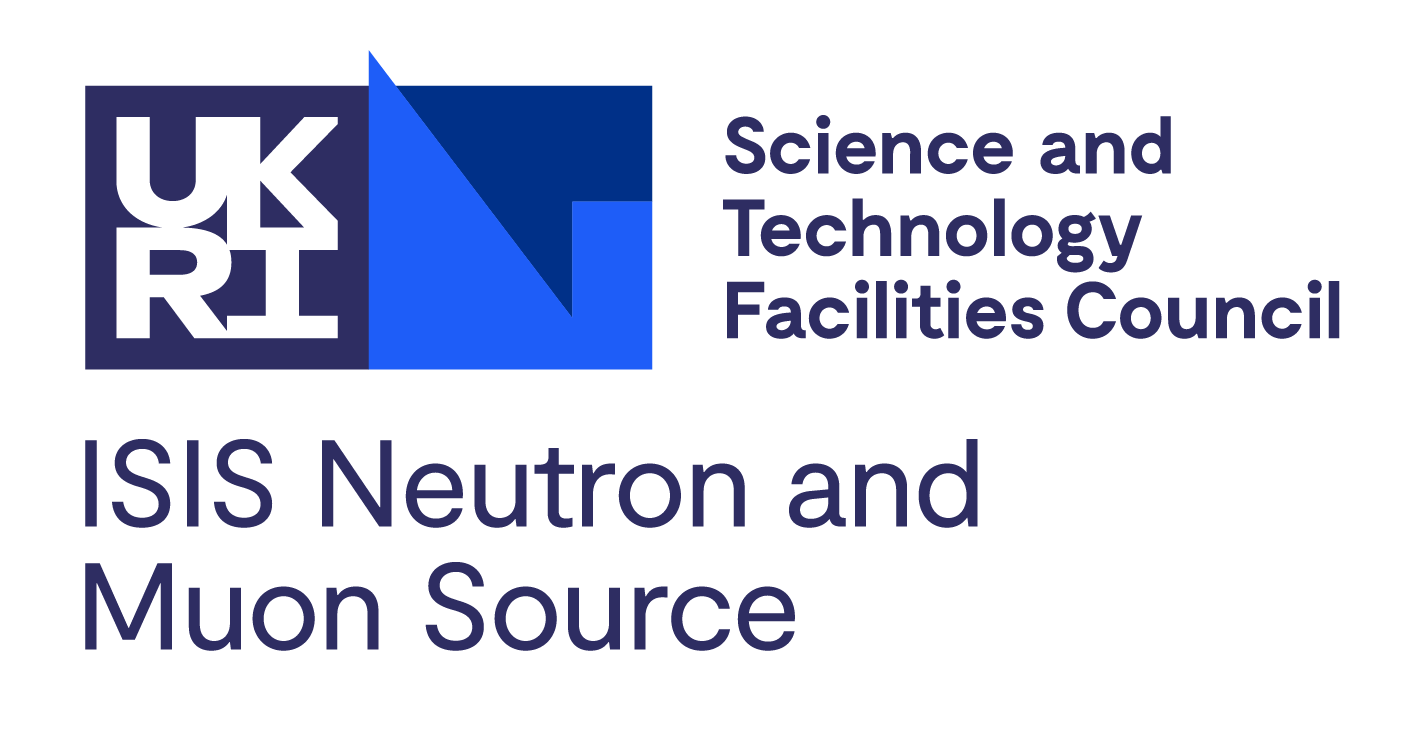 UK
RI
Science and
Technology
Facilities Council
ISIS Neutron and
Muon Source